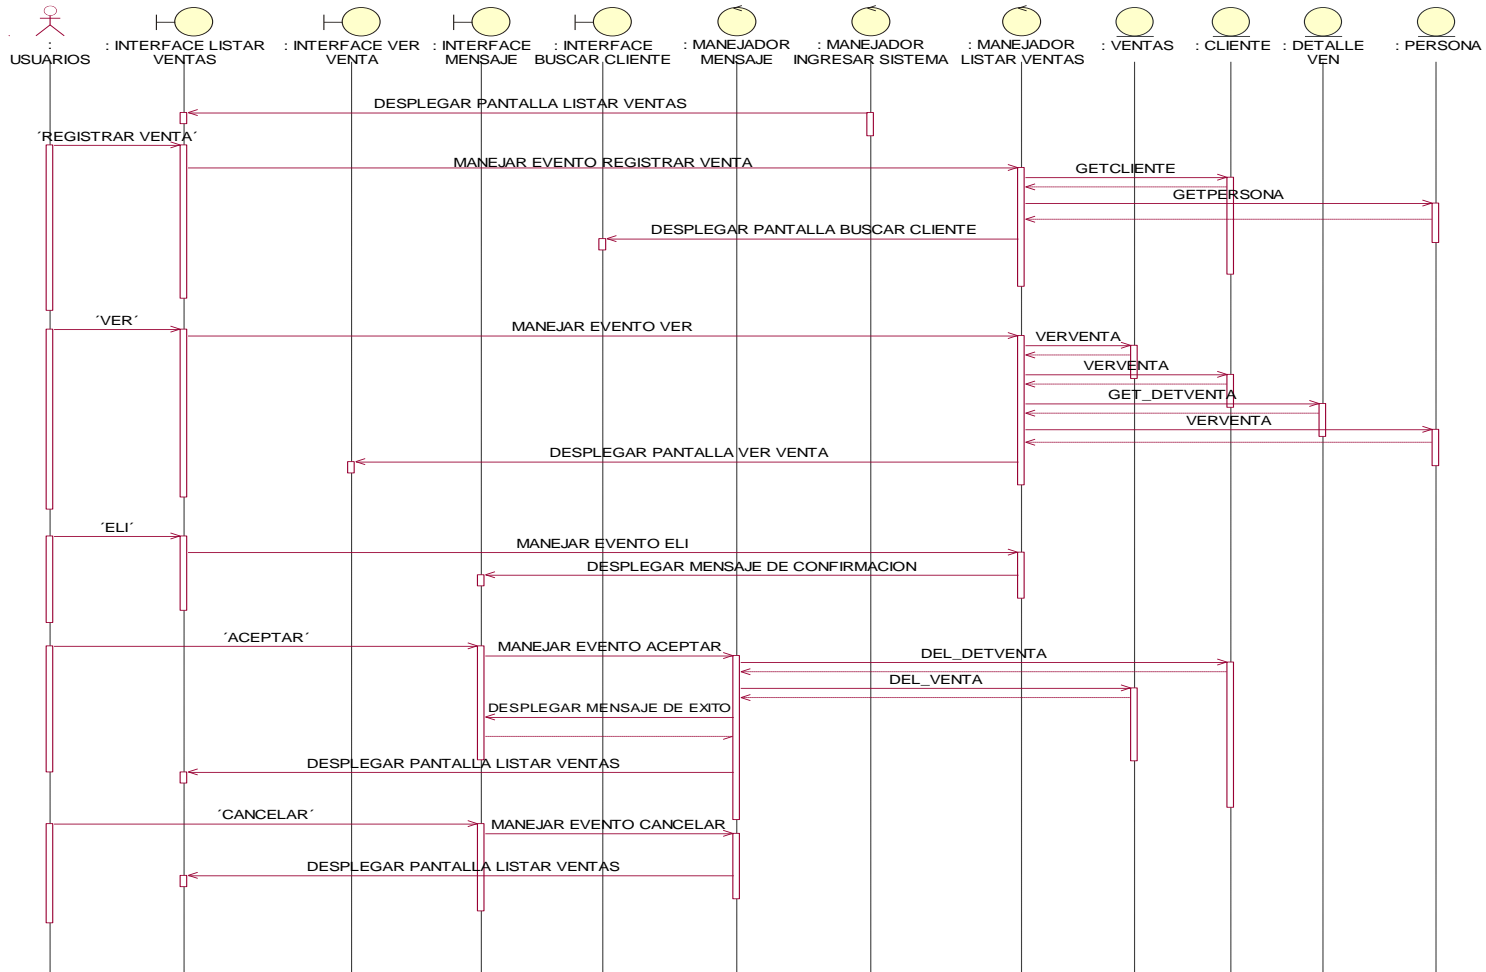 :
USUARIOS
: INTERFACE LISTAR
VENTAS
: INTERFACE VER
VENTA
: INTERFACE
MENSAJE
: INTERFACE
BUSCAR CLIENTE
: MANEJADOR
MENSAJE
: MANEJADOR
INGRESAR SISTEMA
: MANEJADOR
LISTAR VENTAS
: VENTAS
: CLIENTE
: DETALLE
VEN
: PERSONA
DESPLEGAR PANTALLA LISTAR VENTAS
´REGISTRAR VENTA´
MANEJAR EVENTO REGISTRAR VENTA
GETCLIENTE
GETPERSONA
DESPLEGAR PANTALLA BUSCAR CLIENTE
´VER´
MANEJAR EVENTO VER
VERVENTA
VERVENTA
GET_DETVENTA
VERVENTA
DESPLEGAR PANTALLA VER VENTA
´ELI´
MANEJAR EVENTO ELI
DESPLEGAR MENSAJE DE CONFIRMACION
´ACEPTAR´
MANEJAR EVENTO ACEPTAR
DEL_DETVENTA
DEL_VENTA
DESPLEGAR MENSAJE DE EXITO
DESPLEGAR PANTALLA LISTAR VENTAS
´CANCELAR´
MANEJAR EVENTO CANCELAR
DESPLEGAR PANTALLA LISTAR VENTAS